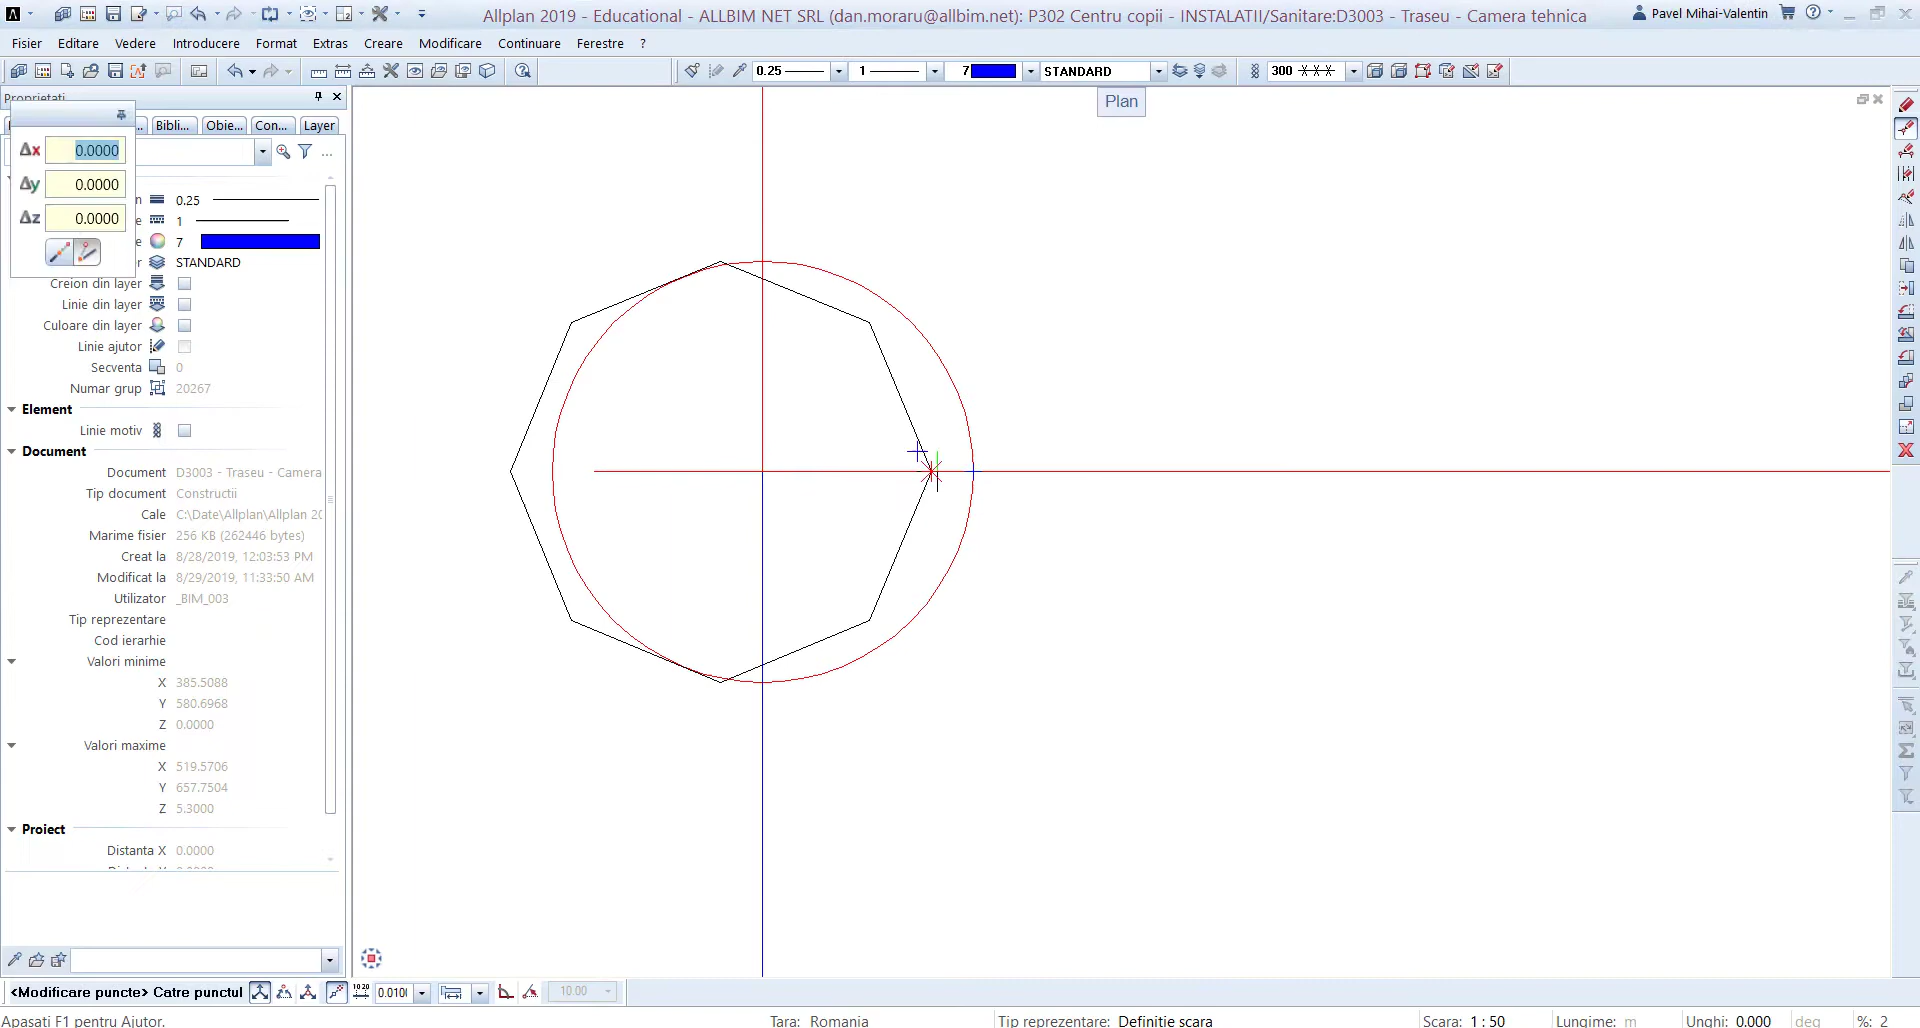 Allplan 2019 - Educational - ALLBIM NET SRL (dan.moraru@allbim.net): P302 Centru copii - INSTALATII/Sanitare:D3003 - Traseu - Camera tehnica
Pavel Mihai-Valentin
Fisier Editare Vedere Introducere Format Extras Creare Modificare Continuare Ferestre ?
0.25 1 7 STANDARD 300
Plan
Bibli... Obie... Con... Layer
Δx 0.0000
Δy 0.0000
Δz 0.0000
0.25
1
7
STANDARD
Creion din layer
Linie din layer
Culoare din layer
Linie ajutor
Secventa 0
Numar grup 20267
Element
Linie motiv
Document
Document D3003 - Traseu - Camera
Tip document Constructii
Cale C:\Date\Allplan\Allplan 20
Marime fisier 256 KB (262446 bytes)
Creat la 8/28/2019, 12:03:53 PM
Modificat la 8/29/2019, 11:33:50 AM
Utilizator _BIM_003
Tip reprezentare
Cod ierarhie
Valori minime
X 385.5088
Y 580.6968
Z 0.0000
Valori maxime
X 519.5706
Y 657.7504
Z 5.3000
Proiect
Distanta X 0.0000
<Modificare puncte> Catre punctul 0.010 10.00
Apasati F1 pentru Ajutor. Tara: Romania Tip reprezentare: Definitie scara Scara: 1 : 50 Lungime: m Unghi: 0.000 deg %: 2